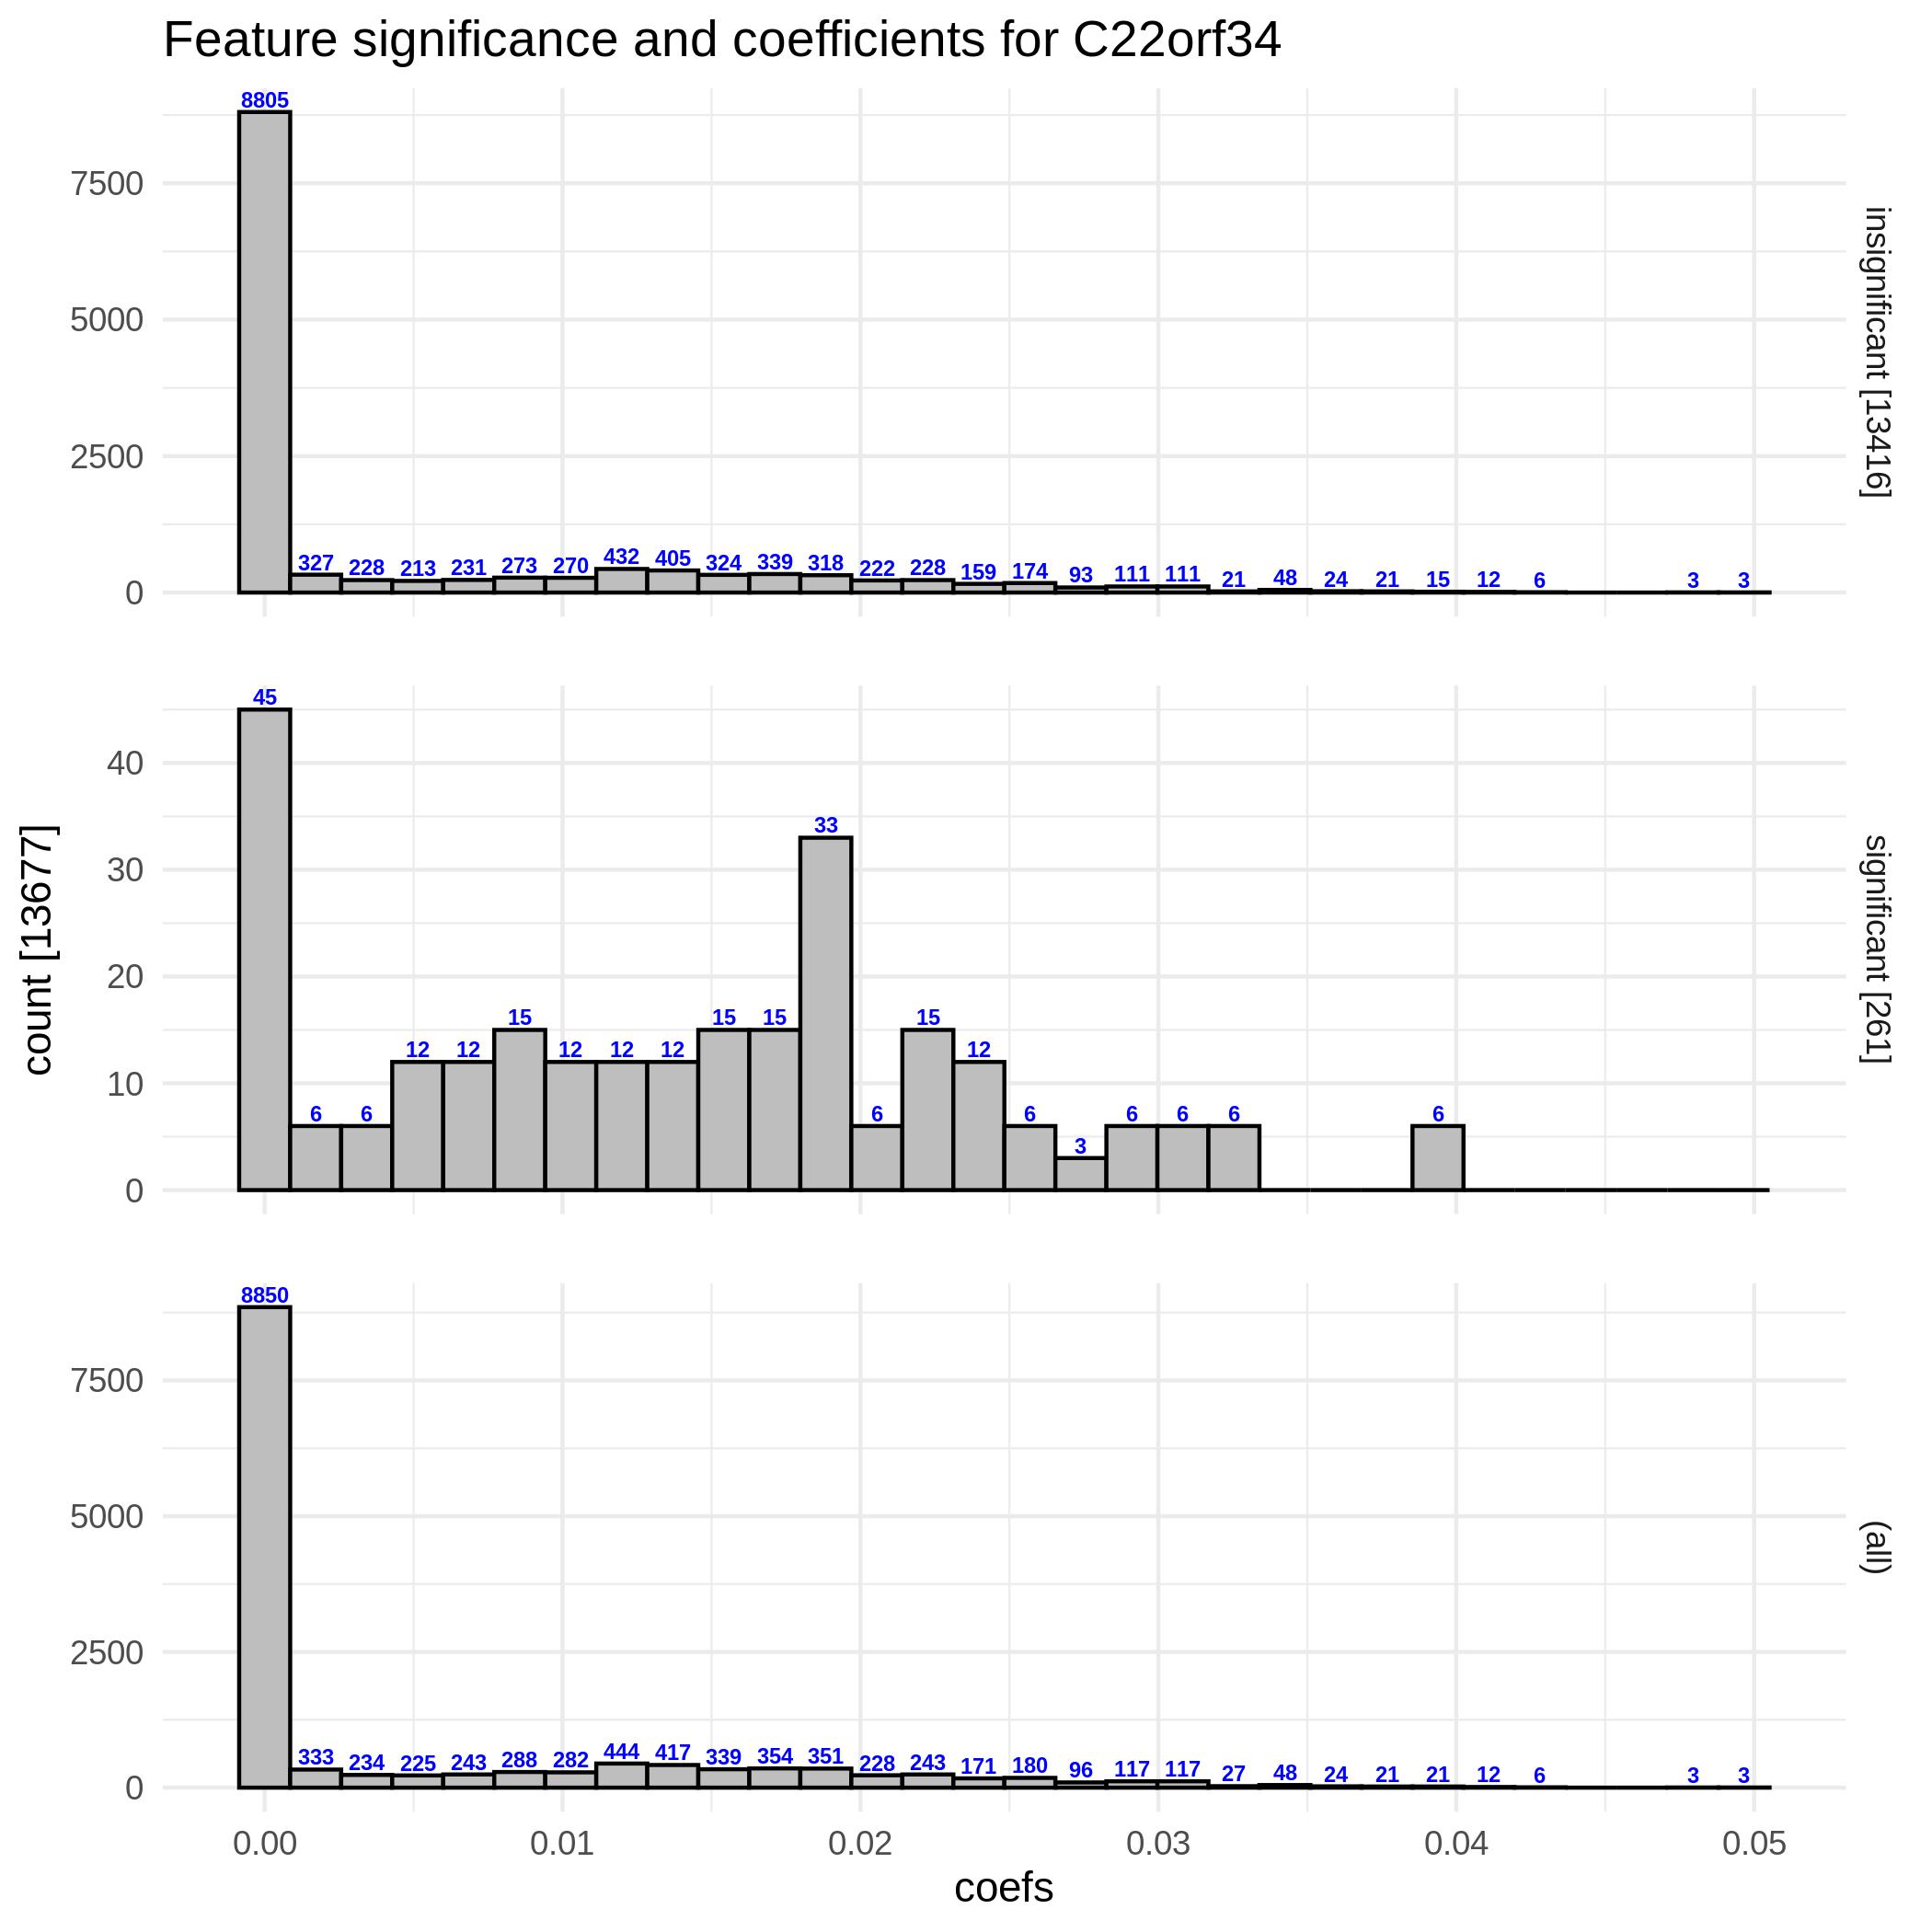 Feature significance and coefficients for C22orf34
8805
327 228 213 231 273 270 432 405 324 339 318 222 228 159 174 93 111 111 21 48 24 21 15 12 6 3 3
7500
5000
2500
0
insignificant [13416]
45
6 6 12 12 15 12 12 12 15 15 33 6 15 12 6 3 6 6 6 6
40
30
20
10
0
significant [261]
count [13677]
8850
333 234 225 243 288 282 444 417 339 354 351 228 243 171 180 96 117 117 27 48 24 21 21 12 6 3 3
7500
5000
2500
0
(all)
0.00 0.01 0.02 0.03 0.04 0.05
coefs